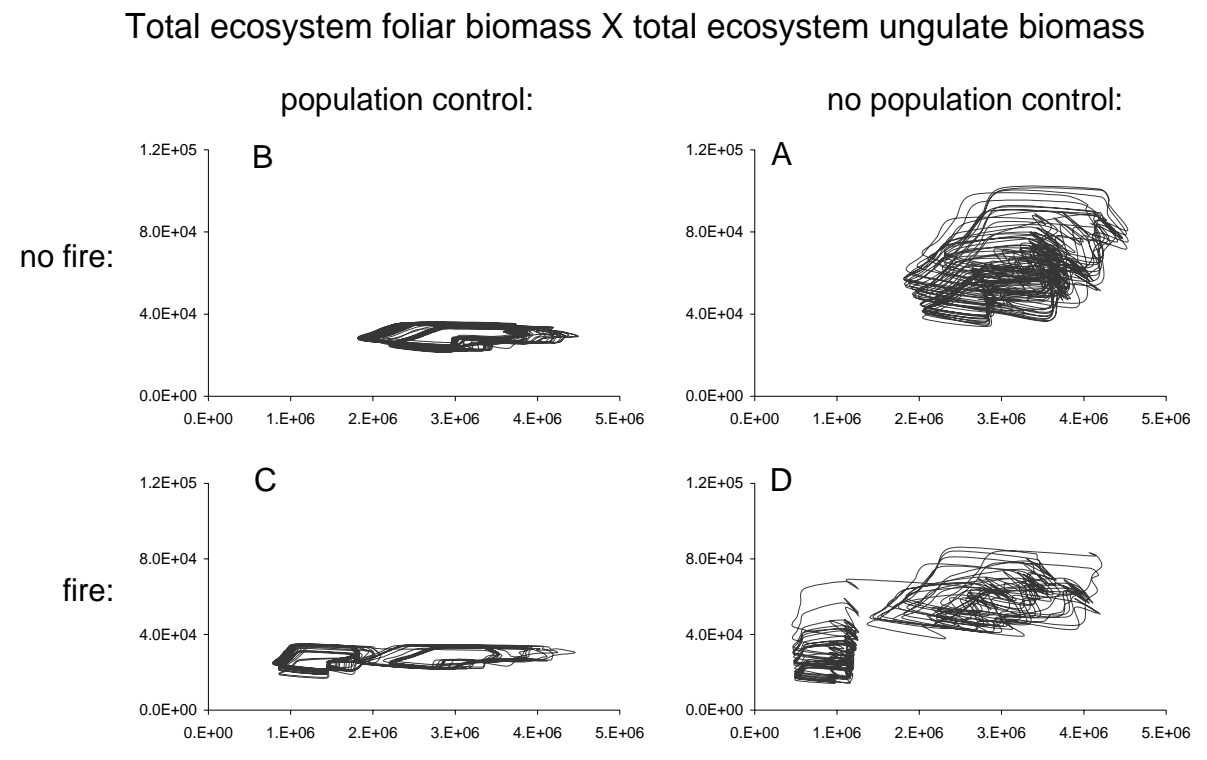 Total ecosystem foliar biomass X total ecosystem ungulate biomass
population control: no population control:
no fire:
B
1.2E+05
8.0E+04
4.0E+04
0.0E+00
0.E+00 1.E+06 2.E+06 3.E+06 4.E+06 5.E+06
A
1.2E+05
8.0E+04
4.0E+04
0.0E+00
0.E+00 1.E+06 2.E+06 3.E+06 4.E+06 5.E+06
fire:
C
1.2E+05
8.0E+04
4.0E+04
0.0E+00
0.E+00 1.E+06 2.E+06 3.E+06 4.E+06 5.E+06
D
1.2E+05
8.0E+04
4.0E+04
0.0E+00
0.E+00 1.E+06 2.E+06 3.E+06 4.E+06 5.E+06